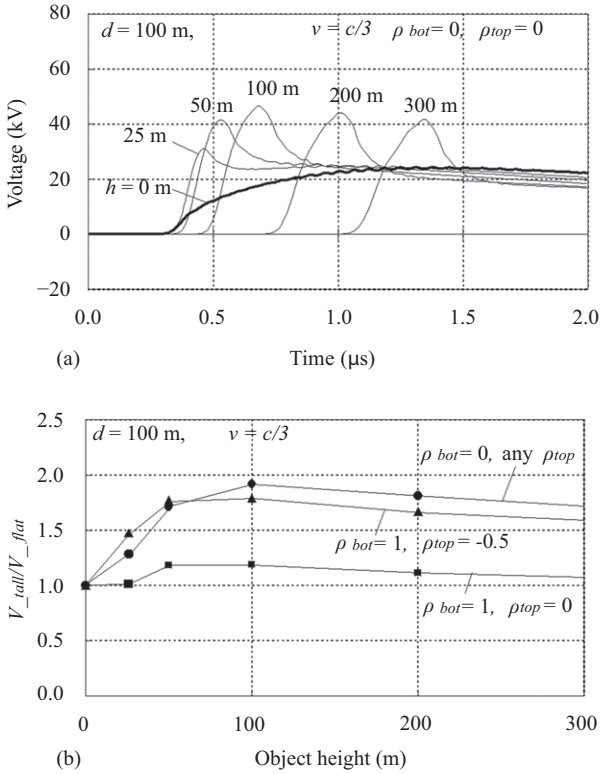 80
d = 100 m, v = c/3 ρ bot= 0, ρtop= 0
60
100 m
50 m
200 m
300 m
40
25 m
20
h = 0 m
0
−20
Voltage (kV)
0.0 0.5 1.0 1.5 2.0
(a) Time (μs)
2.5
d = 100 m, v = c/3
ρ bot= 0, any ρtop
2.0
1.5
ρ bot= 1, ρtop= -0.5
1.0
ρ bot= 1, ρtop= 0
0.5
0.0
V_tall/V_flat
0 100 200 300
(b) Object height (m)